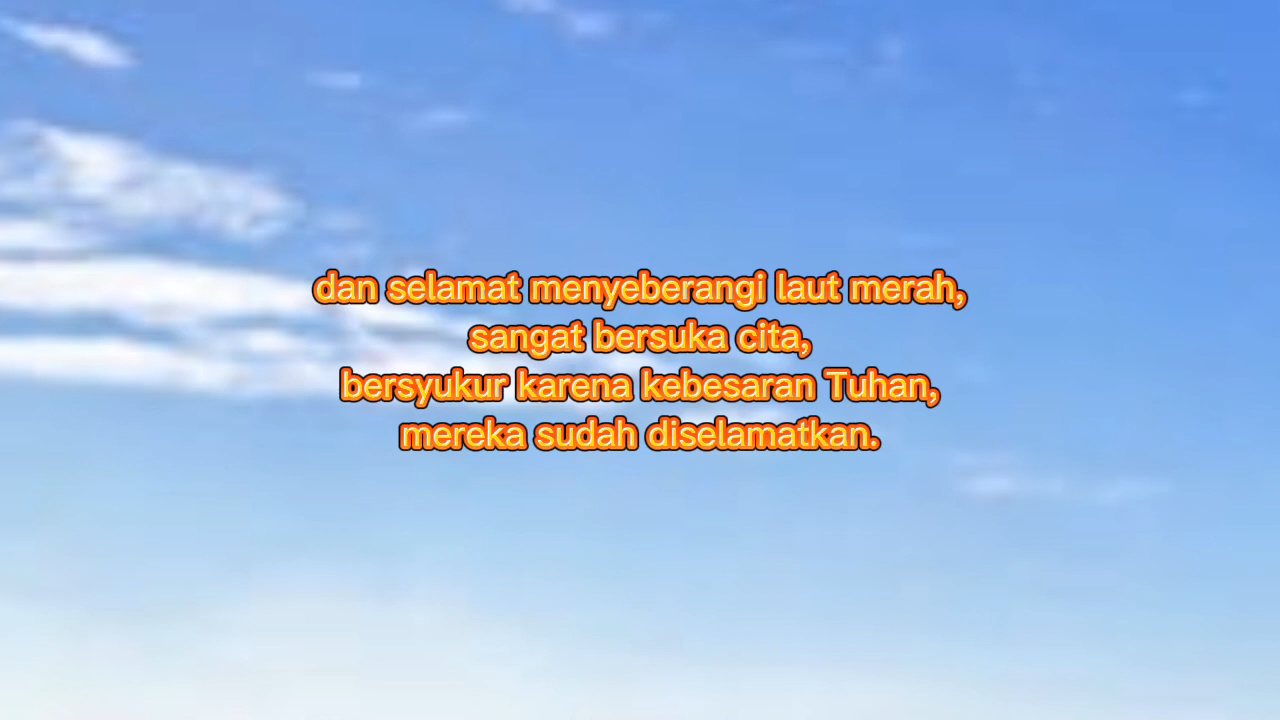 dan selamat menyeberangi laut merah,
sangat bersuka cita,
bersyukur karena kebesaran Tuhan,
mereka sudah diselamatkan.